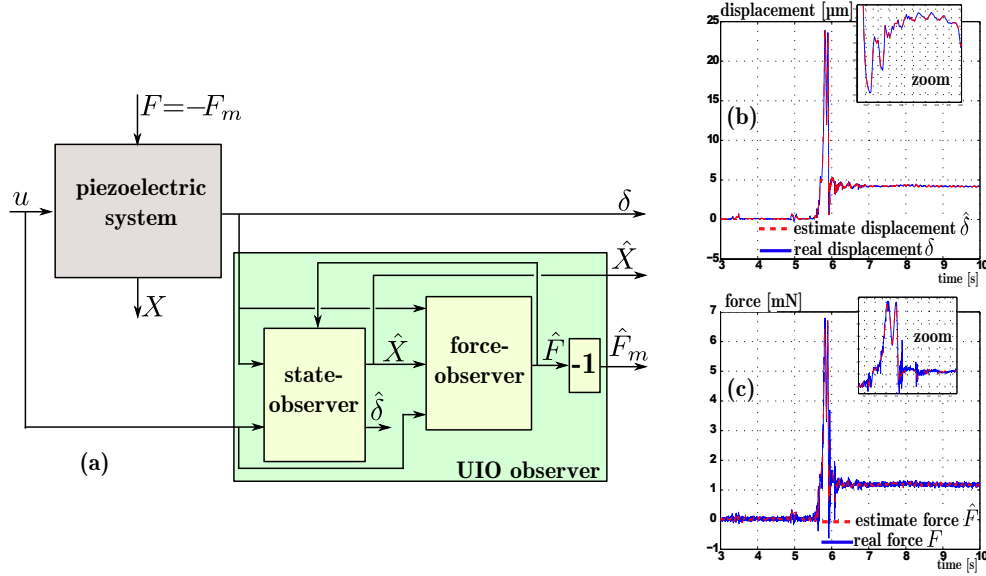 F=−F_m
piezoelectric
system
u
δ
X
X̂
state-
observer
X̂
δ̂
force-
observer
F̂
-1
F̂_m
UIO observer
(a)
displacement [µm]
25
20
15
10
5
0
−5
3 4 5 6 7 8 9 10
time [s]
zoom
(b)
estimate displacement δ̂
real displacement δ
force [mN]
7
6
5
4
3
2
1
0
−1
3 4 5 6 7 8 9 10
time [s]
zoom
(c)
estimate force F̂
real force F